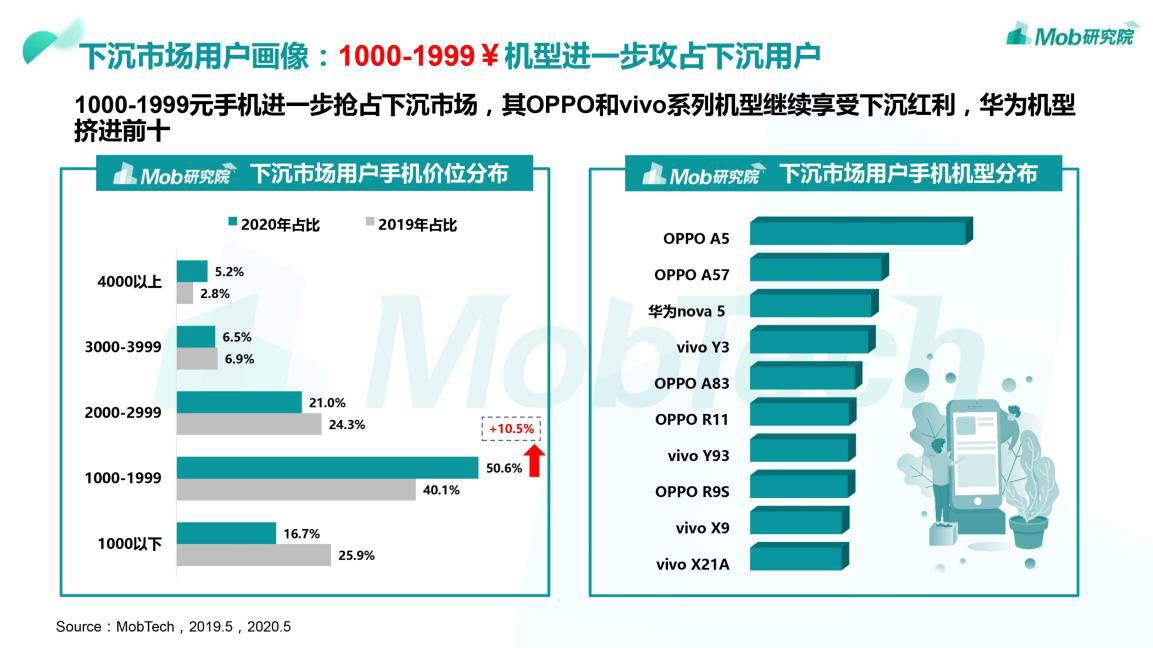 下沉市场用户画像：1000-1999￥机型进一步攻占下沉用户
Mob研究院
1000-1999元手机进一步抢占下沉市场，其OPPO和vivo系列机型继续享受下沉红利，华为机型
挤进前十
Mob研究院 下沉市场用户手机价位分布
2020年占比 2019年占比
4000以上 5.2%
2.8%
3000-3999 6.5%
6.9%
2000-2999 21.0%
24.3%
+10.5%
1000-1999 50.6%
40.1%
1000以下 16.7%
25.9%
Mob研究院 下沉市场用户手机机型分布
OPPO A5
OPPO A57
华为nova 5
vivo Y3
OPPO A83
OPPO R11
vivo Y93
OPPO R9S
vivo X9
vivo X21A
MobTech
Source：MobTech，2019.5，2020.5